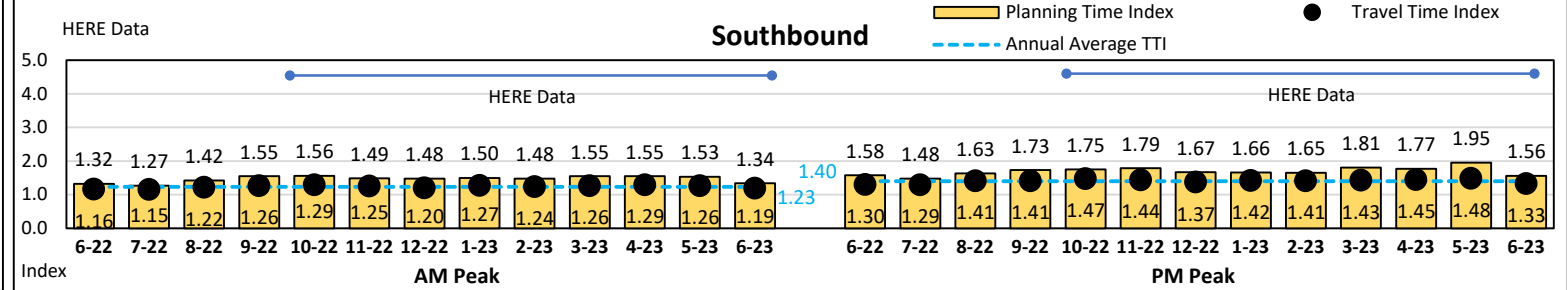 HERE Data
Southbound
Planning Time Index
Travel Time Index
Annual Average TTI
5.0
4.0
3.0
2.0
1.0
0.0
Index
HERE Data
HERE Data
1.32 1.27 1.42 1.55 1.56 1.49 1.48 1.50 1.48 1.55 1.55 1.53 1.34
1.40
1.58 1.48 1.63 1.73 1.75 1.79 1.67 1.66 1.65 1.81 1.77 1.95 1.56
1.23
1.16 1.15 1.22 1.26 1.29 1.25 1.20 1.27 1.24 1.26 1.29 1.26 1.19
1.30 1.29 1.41 1.41 1.47 1.44 1.37 1.42 1.41 1.43 1.45 1.48 1.33
6-22 7-22 8-22 9-22 10-22 11-22 12-22 1-23 2-23 3-23 4-23 5-23 6-23
6-22 7-22 8-22 9-22 10-22 11-22 12-22 1-23 2-23 3-23 4-23 5-23 6-23
AM Peak
PM Peak